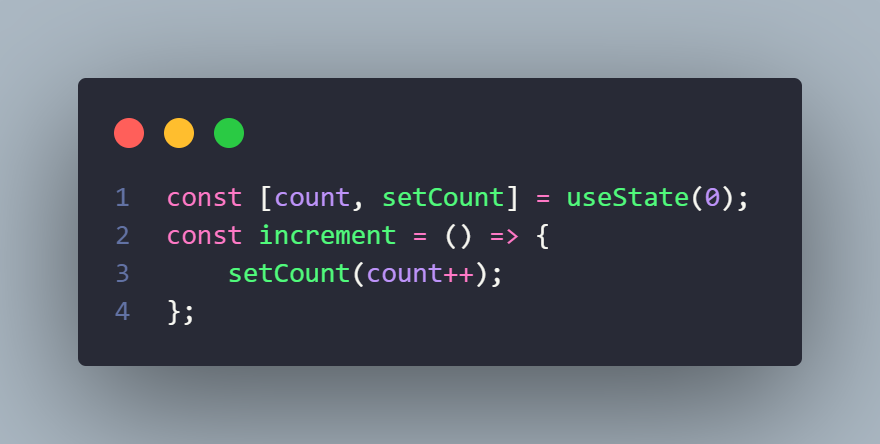 1 const [count, setCount] = useState(0);
2 const increment = () => {
3     setCount(count++);
4 };